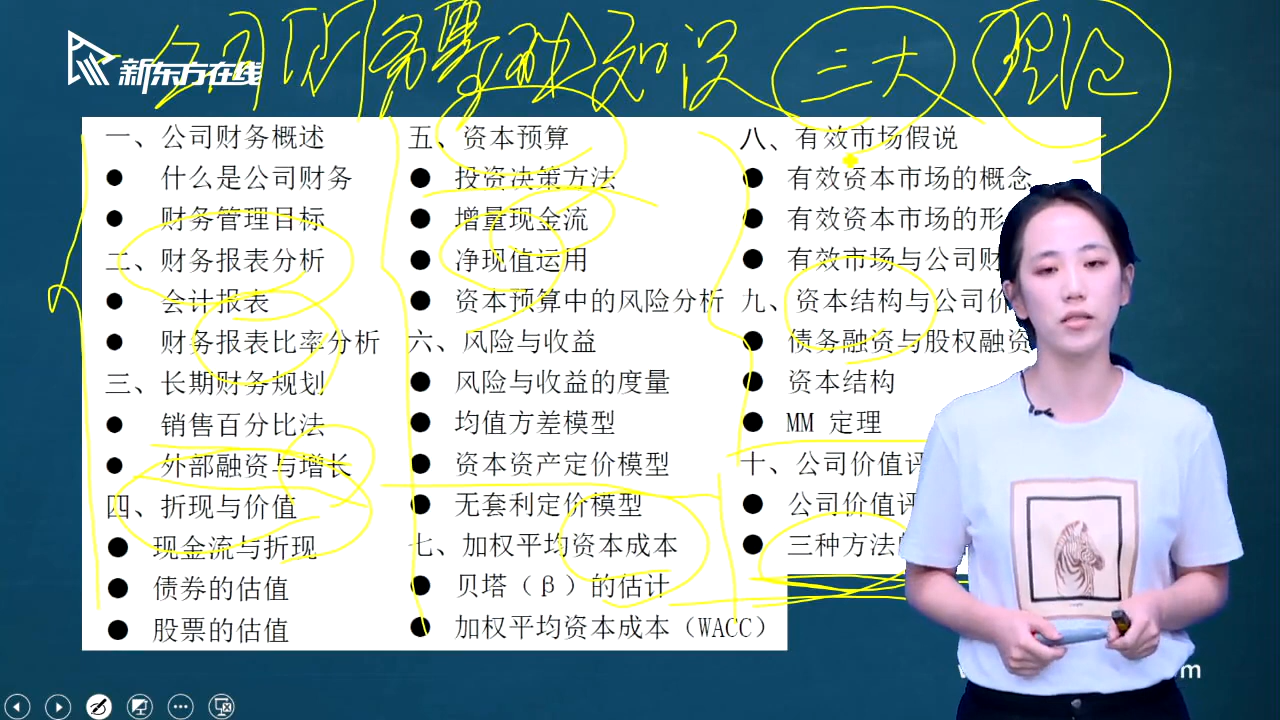 新东方在线
公司财务基础知识 三大 理论
一、公司财务概述
● 什么是公司财务
● 财务管理目标
二、财务报表分析
● 会计报表
● 财务报表比率分析
三、长期财务规划
● 销售百分比法
● 外部融资与增长
四、折现与价值
● 现金流与折现
● 债券的估值
● 股票的估值
五、资本预算
● 投资决策方法
● 增量现金流
● 净现值运用
● 资本预算中的风险分析
六、风险与收益
● 风险与收益的度量
● 均值方差模型
● 资本资产定价模型
● 无套利定价模型
七、加权平均资本成本
● 贝塔（β）的估计
● 加权平均资本成本（WACC）
八、有效市场假说
● 有效资本市场的概念
● 有效资本市场的形
● 有效市场与公司财
九、资本结构与公司价
● 债务融资与股权融资
● 资本结构
● MM 定理
十、公司价值评
● 公司价值评
● 三种方法的